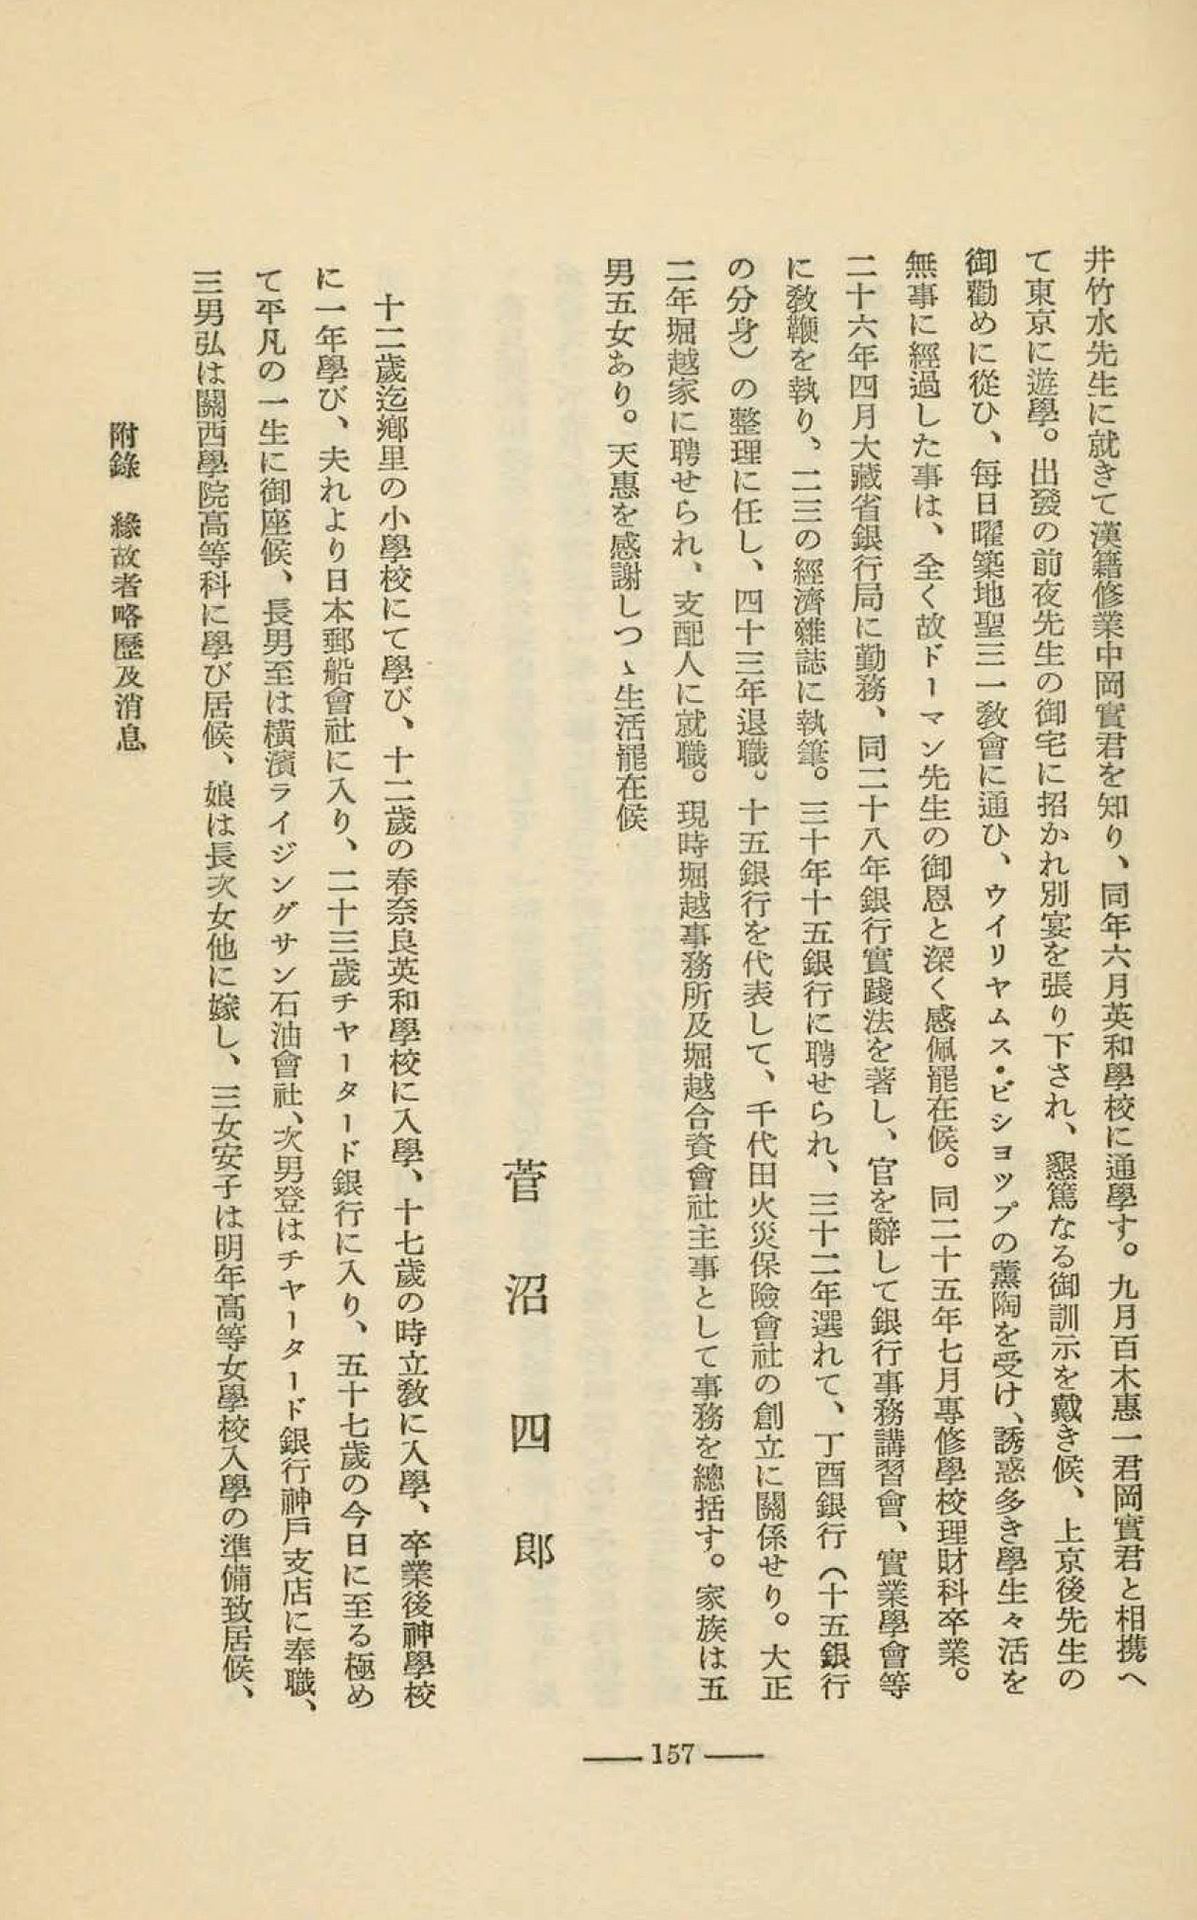 井竹水先生に就きて漢籍修業中岡實君を知り、同年六月英和學校に通學す。九月百木惠一君岡實君と相携へ
て東京に遊學。出發の前夜先生の御宅に招かれ別宴を張り下され、懇篤なる御訓示を戴き候、上京後先生の
御勸めに從ひ、每日曜築地聖三一敎會に通ひ、ウイリヤムス・ビショップの薰陶を受け、誘惑多き學生々活を
無事に經過した事は、全く故ドーマン先生の御恩と深く感佩罷在候。同二十五年七月專修學校理財科卒業。
二十六年四月大藏省銀行局に勤務、同二十八年銀行實踐法を著し、官を辭して銀行事務講習會、實業學會等
に敎鞭を執り、二三の經濟雜誌に執筆。三十年十五銀行に聘せられ、三十二年選れて、丁酉銀行（十五銀行
の分身）の整理に任し、四十三年退職。十五銀行を代表して、千代田火災保險會社の創立に關係せり。大正
二年堀越家に聘せられ、支配人に就職。現時堀越事務所及堀越合資會社主事として事務を總括す。家族は五
男五女あり。天惠を感謝しつゝ生活罷在候
菅沼四郎
十二歲迄鄕里の小學校にて學び、十二歲の春奈良英和學校に入學、十七歲の時立敎に入學、卒業後神學校
に一年學び、夫れより日本郵船會社に入り、二十三歲チヤータード銀行に入り、五十七歲の今日に至る極め
て平凡の一生に御座候、長男至は橫濱ライジングサン石油會社、次男登はチヤータード銀行神戶支店に奉職、
三男弘は關西學院高等科に學び居候、娘は長次女他に嫁し、三女安子は明年高等女學校入學の準備致居候、
附錄　緣故者略歷及消息
157